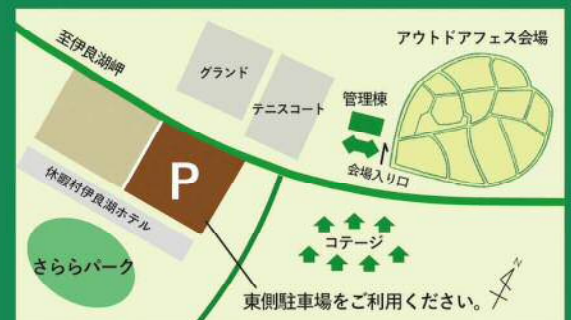 至伊良湖岬
グランド
テニスコート
アウトドアフェス会場
管理棟
会場入り口
P
休暇村伊良湖ホテル
さららパーク
コテージ
N
東側駐車場をご利用ください。